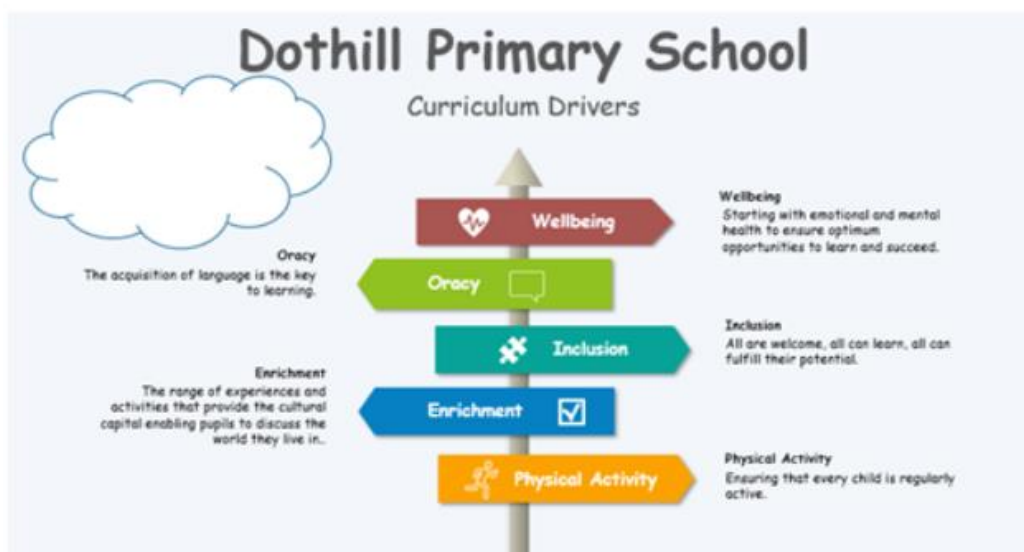 Dothill Primary School
Curriculum Drivers
Wellbeing
Wellbeing
Starting with emotional and mental
health to ensure optimum
opportunities to learn and succeed.
Oracy
The acquisition of language is the key
to learning.
Oracy
Inclusion
Inclusion
All are welcome, all can learn, all can
fulfill their potential.
Enrichment
The range of experiences and
activities that provide the cultural
capital enabling pupils to discuss the
world they live in..
Enrichment
Physical Activity
Physical Activity
Ensuring that every child is regularly
active.